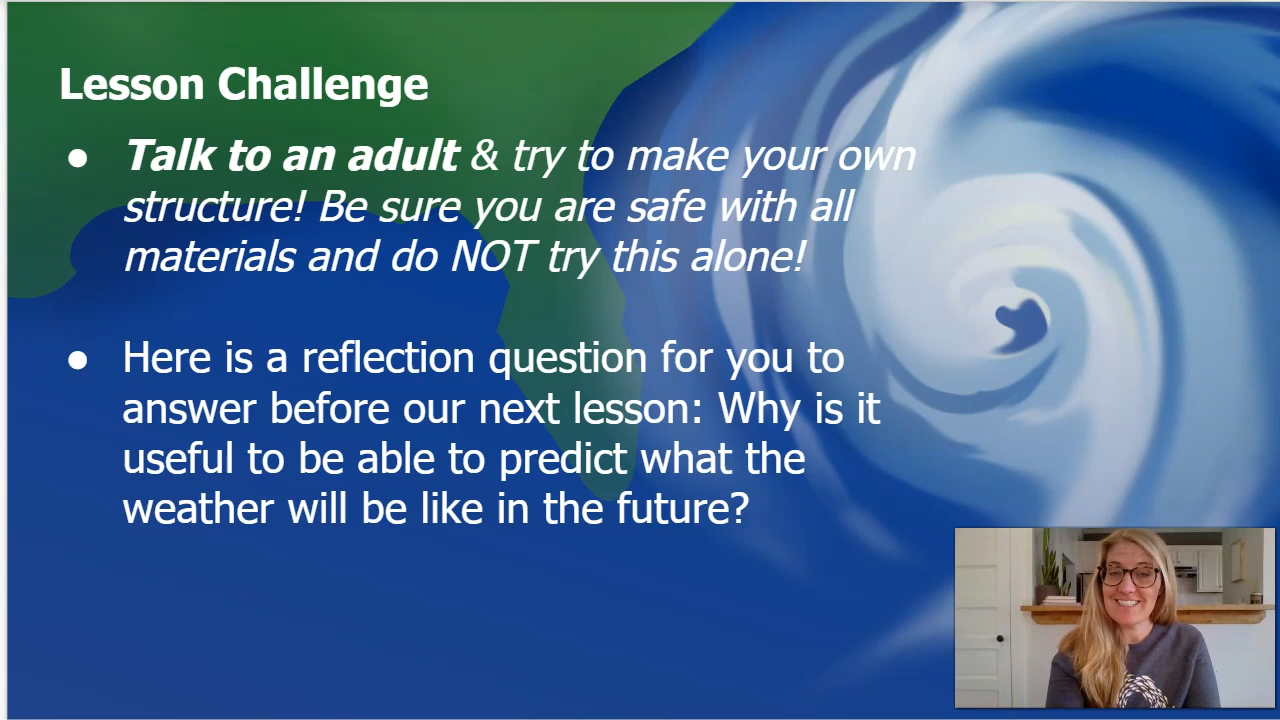 Lesson Challenge
● Talk to an adult & try to make your own
structure! Be sure you are safe with all
materials and do NOT try this alone!
● Here is a reflection question for you to
answer before our next lesson: Why is it
useful to be able to predict what the
weather will be like in the future?